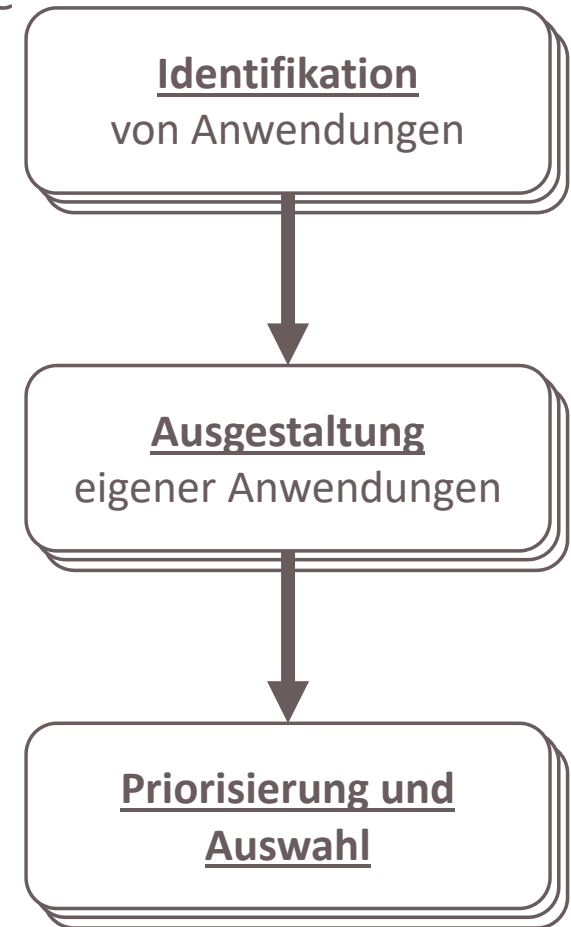 Identifikation
von Anwendungen
Ausgestaltung
eigener Anwendungen
Priorisierung und
Auswahl